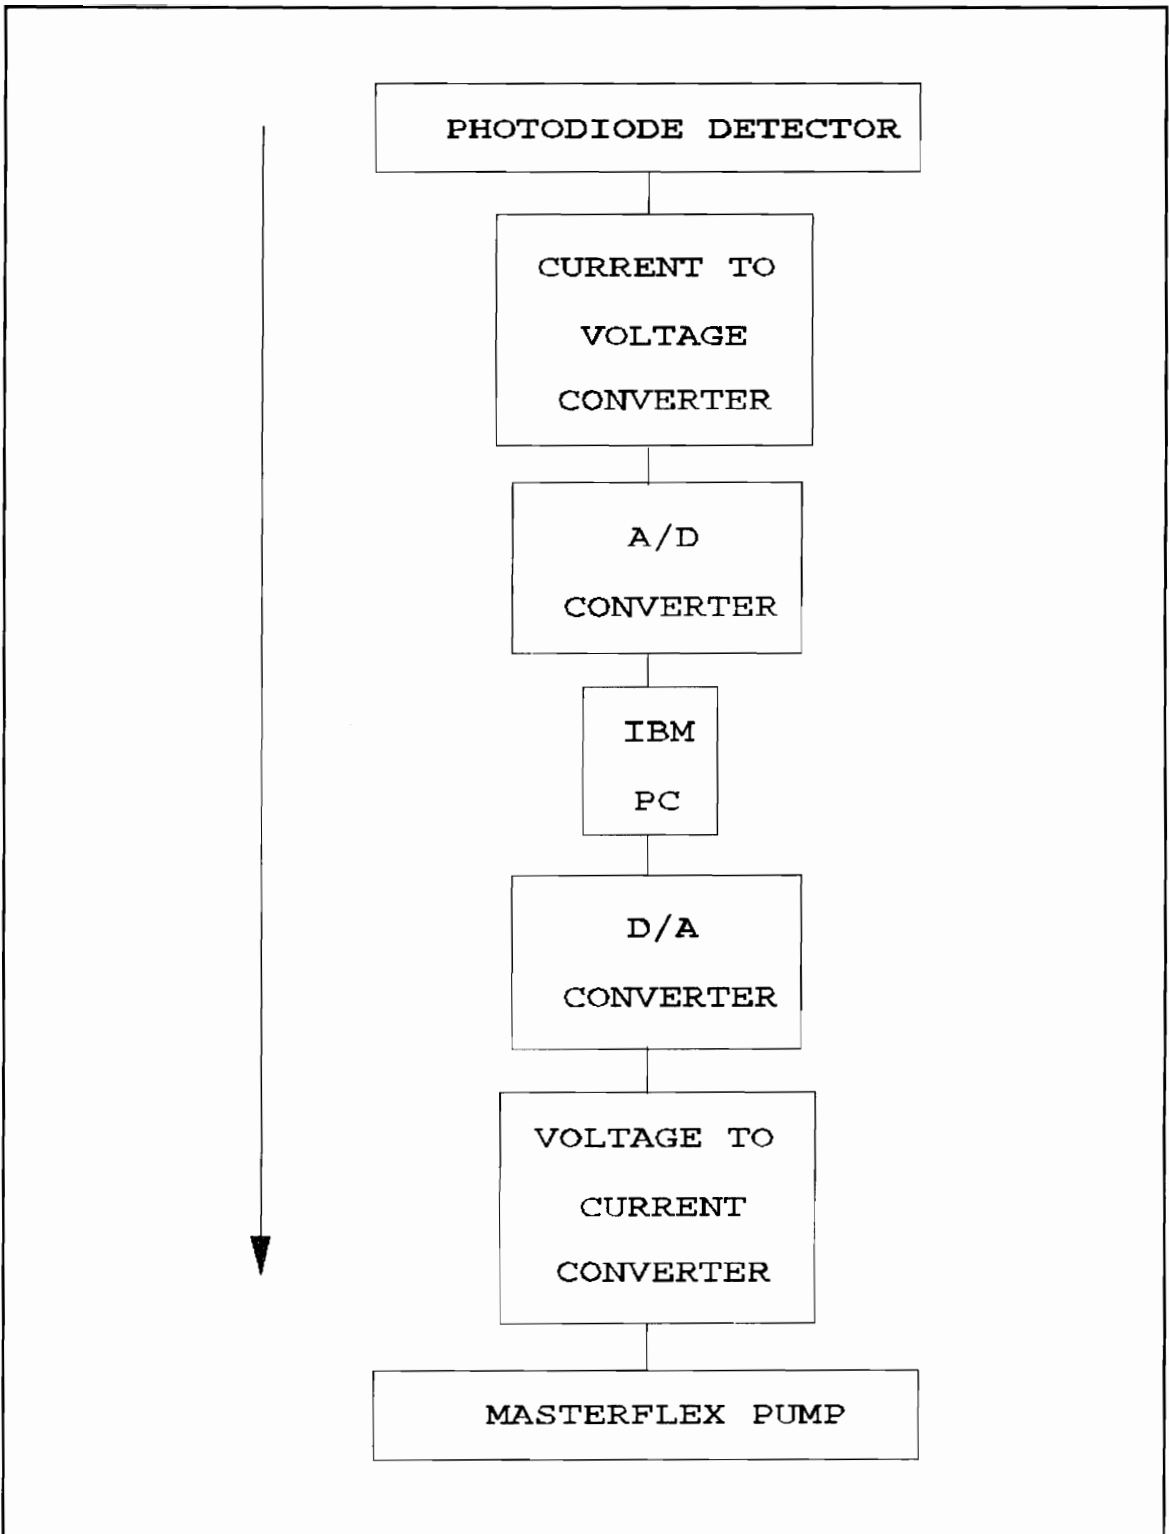 PHOTODIODE DETECTOR
CURRENT TO
VOLTAGE
CONVERTER
A/D
CONVERTER
IBM
PC
D/A
CONVERTER
VOLTAGE TO
CURRENT
CONVERTER
MASTERFLEX PUMP